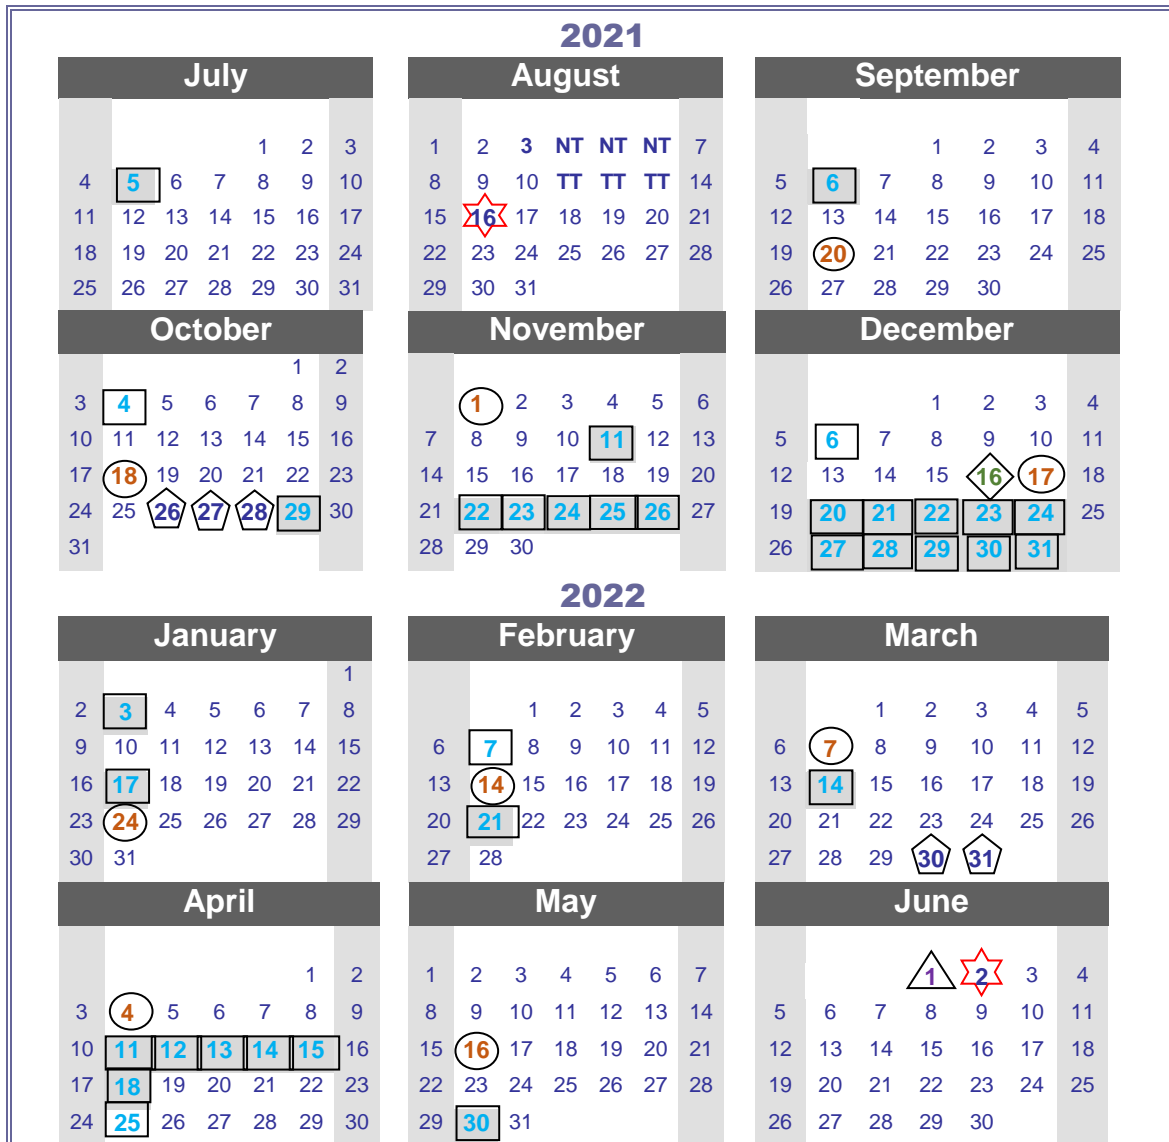 2021
July August September
1 2 3 1 2 3 NT NT NT 7 1 2 3 4
4 5 6 7 8 9 10 8 9 10 TT TT TT 14 5 6 7 8 9 10 11
11 12 13 14 15 16 17 15 16 17 18 19 20 21 12 13 14 15 16 17 18
18 19 20 21 22 23 24 22 23 24 25 26 27 28 19 20 21 22 23 24 25
25 26 27 28 29 30 31 29 30 31 26 27 28 29 30
October November December
1 2
3 4 5 6 7 8 9 1 2 3 4 5 6 1 2 3 4
10 11 12 13 14 15 16 7 8 9 10 11 12 13 5 6 7 8 9 10 11
17 18 19 20 21 22 23 14 15 16 17 18 19 20 12 13 14 15 16 17 18
24 25 26 27 28 29 30 21 22 23 24 25 26 27 19 20 21 22 23 24 25
31 28 29 30 26 27 28 29 30 31
2022
January February March
1
2 3 4 5 6 7 8 1 2 3 4 5 1 2 3 4 5
9 10 11 12 13 14 15 6 7 8 9 10 11 12 6 7 8 9 10 11 12
16 17 18 19 20 21 22 13 14 15 16 17 18 19 13 14 15 16 17 18 19
23 24 25 26 27 28 29 20 21 22 23 24 25 26 20 21 22 23 24 25 26
30 31 27 28 27 28 29 30 31
April May June
1 2 1 2 3 4 5 6 7 1 2 3 4
3 4 5 6 7 8 9 8 9 10 11 12 13 14 5 6 7 8 9 10 11
10 11 12 13 14 15 16 15 16 17 18 19 20 21 12 13 14 15 16 17 18
17 18 19 20 21 22 23 22 23 24 25 26 27 28 19 20 21 22 23 24 25
24 25 26 27 28 29 30 29 30 31 26 27 28 29 30